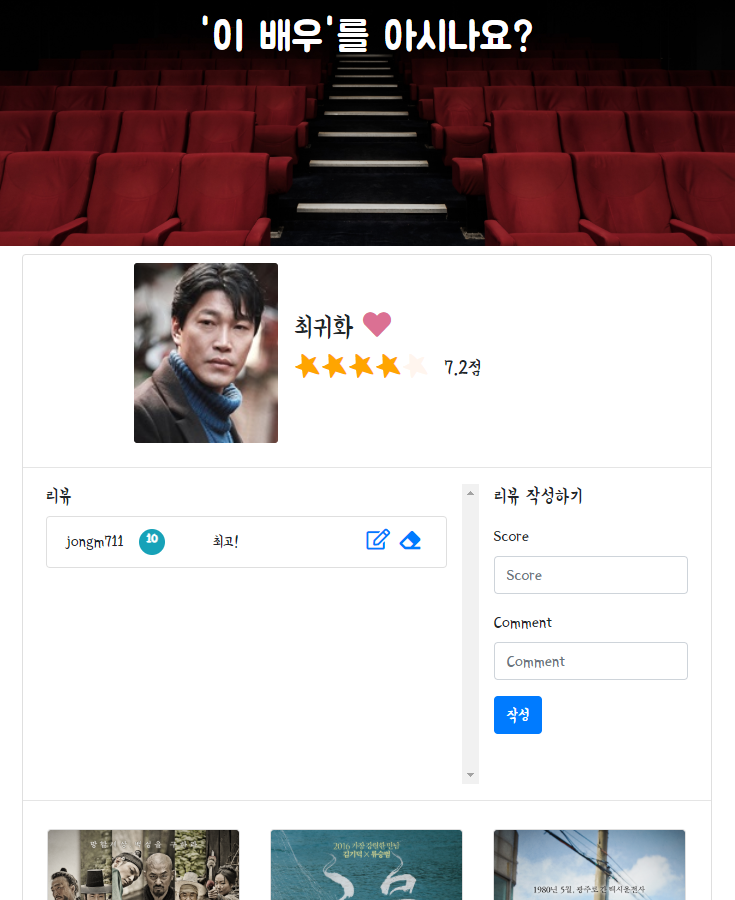 '이 배우'를 아시나요?
최귀화
7.2점
리뷰
jongm711 10 최고!
리뷰 작성하기
Score
Score
Comment
Comment
작성
2016 가장 강렬한 만남
김기덕 × 류승범
1980년 5월, 광주로 간 택시운전사